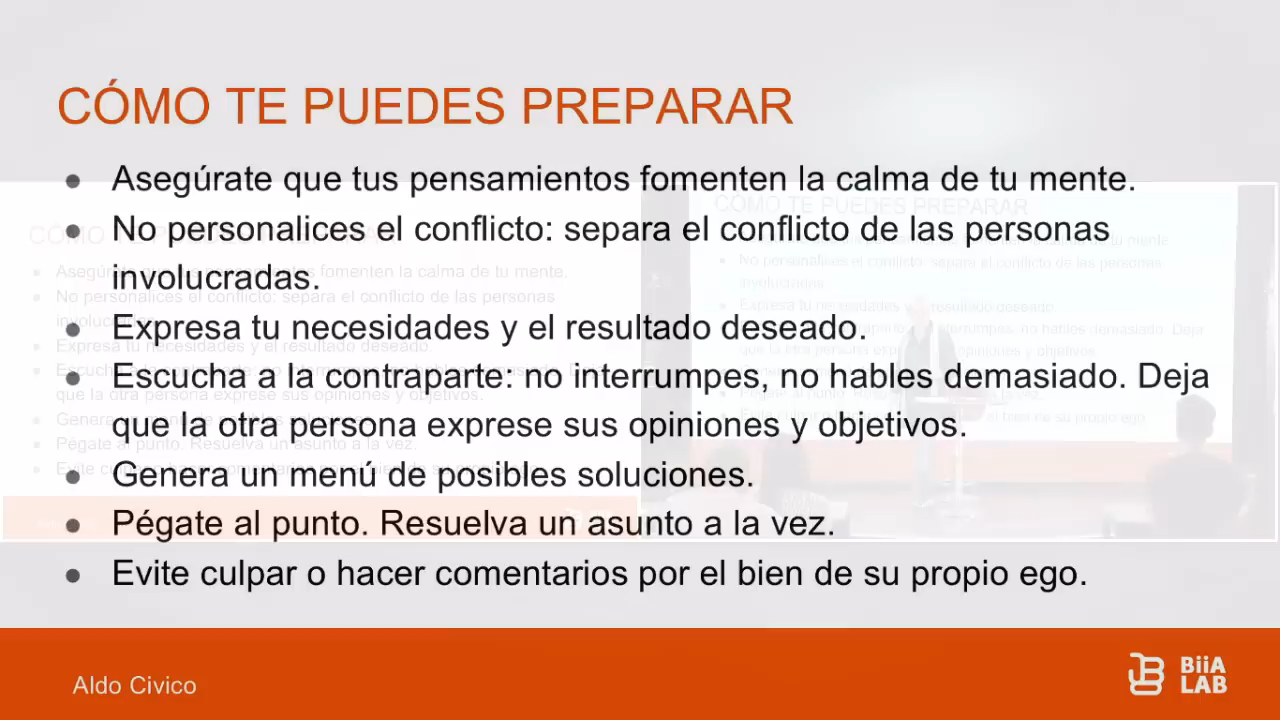 CÓMO TE PUEDES PREPARAR
● Asegúrate que tus pensamientos fomenten la calma de tu mente.
● No personalices el conflicto: separa el conflicto de las personas
involucradas.
● Expresa tu necesidades y el resultado deseado.
● Escucha a la contraparte: no interrumpes, no hables demasiado. Deja
que la otra persona exprese sus opiniones y objetivos.
● Genera un menú de posibles soluciones.
● Pégate al punto. Resuelva un asunto a la vez.
● Evite culpar o hacer comentarios por el bien de su propio ego.
Aldo Civico
BiiA
LAB